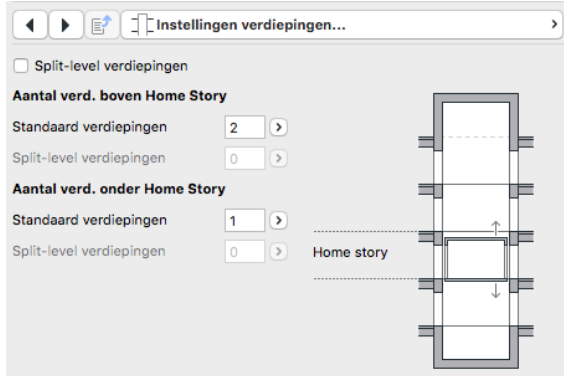 Instellingen verdiepingen...
Split-level verdiepingen
Aantal verd. boven Home Story
Standaard verdiepingen 2
Split-level verdiepingen 0
Aantal verd. onder Home Story
Standaard verdiepingen 1
Split-level verdiepingen 0
Home story